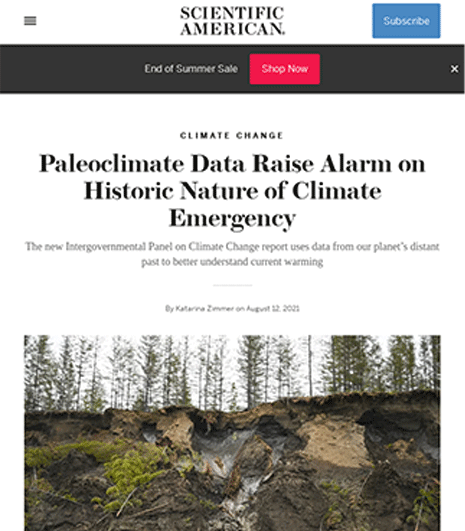 SCIENTIFIC
AMERICAN.
Subscribe
End of Summer Sale Shop Now ×
CLIMATE CHANGE
Paleoclimate Data Raise Alarm on
Historic Nature of Climate
Emergency
The new Intergovernmental Panel on Climate Change report uses data from our planet's distant
past to better understand current warming
By Katarina Zimmer on August 12, 2021